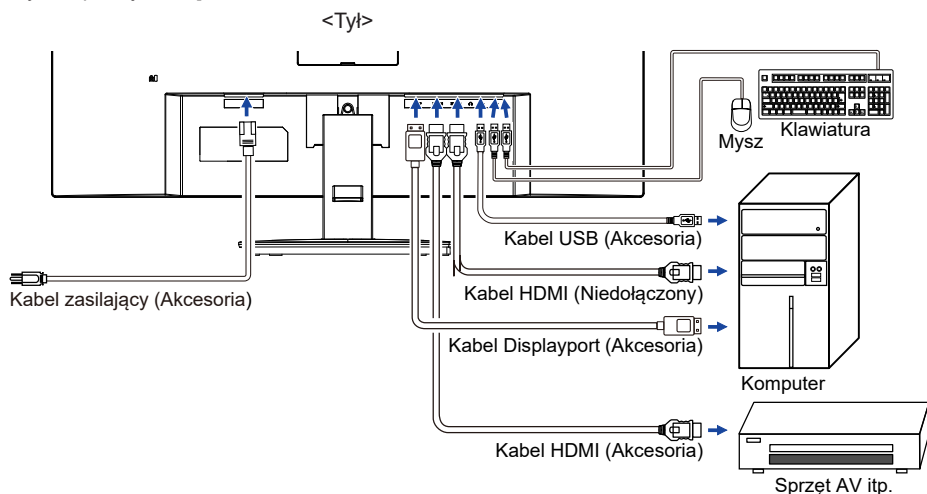 <Tył>
Klawiatura
Mysz
Kabel USB (Akcesoria)
Kabel HDMI (Niedołączony)
Kabel zasilający (Akcesoria)
Kabel Displayport (Akcesoria)
Komputer
Kabel HDMI (Akcesoria)
Sprzęt AV itp.